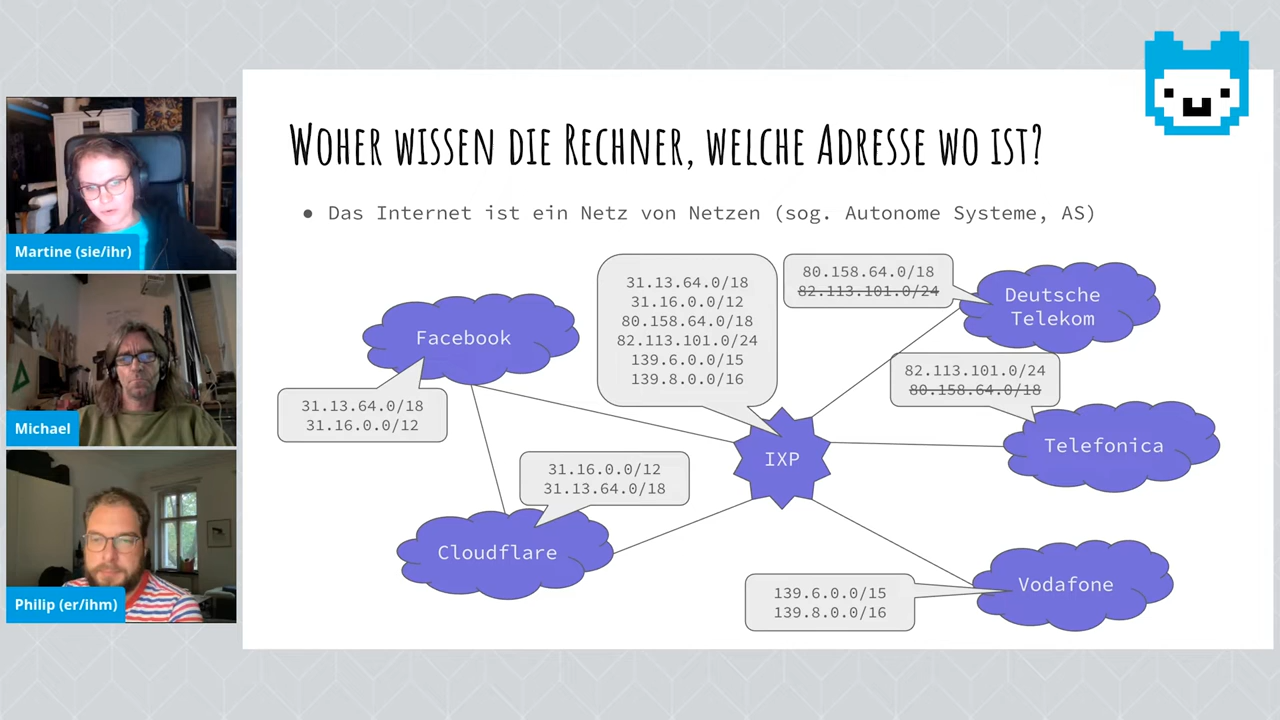 WOHER WISSEN DIE RECHNER, WELCHE ADRESSE WO IST?
● Das Internet ist ein Netz von Netzen (sog. Autonome Systeme, AS)
Martine (sie/ihr)
Michael
Philip (er/ihm)
Facebook
31.13.64.0/18
31.16.0.0/12
31.13.64.0/18
31.16.0.0/12
80.158.64.0/18
82.113.101.0/24
139.6.0.0/15
139.8.0.0/16
80.158.64.0/18
82.113.101.0/24
Deutsche
Telekom
82.113.101.0/24
80.158.64.0/18
Telefonica
IXP
31.16.0.0/12
31.13.64.0/18
Cloudflare
139.6.0.0/15
139.8.0.0/16
Vodafone